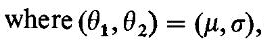 where (θ₁, θ₂) = (μ, σ),